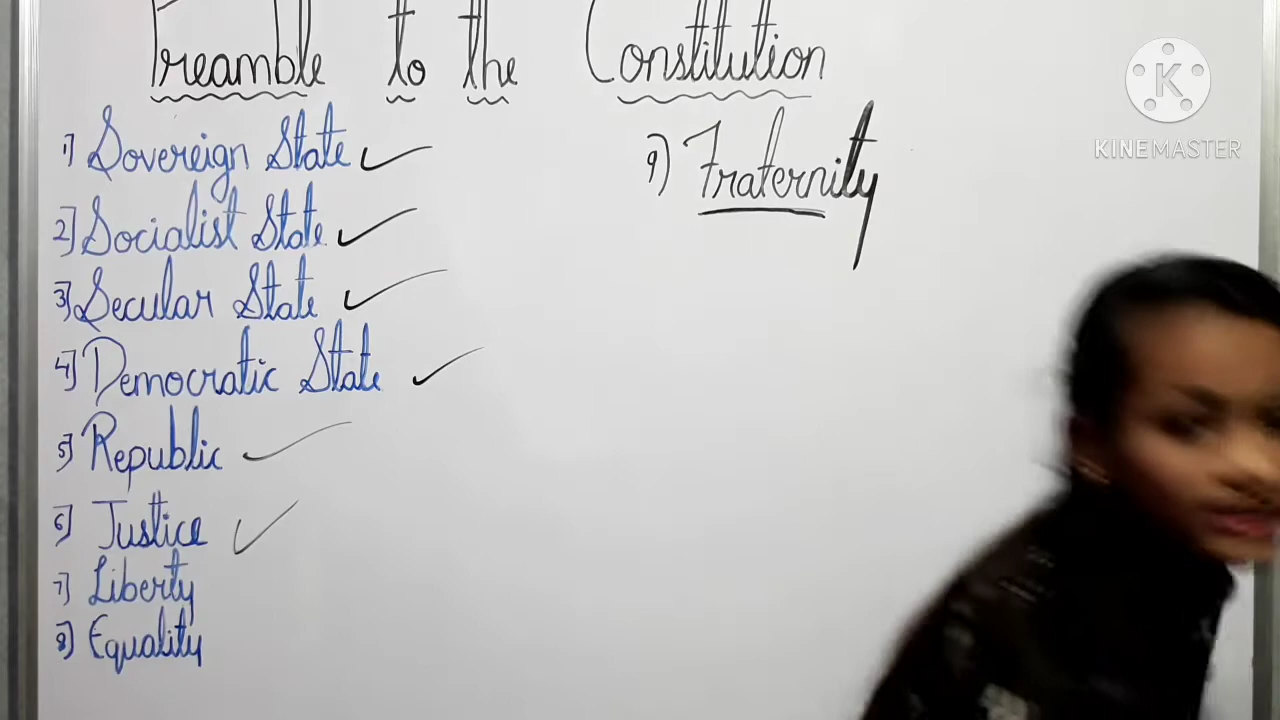 Preamble to the Constitution
1) Sovereign State
2] Socialist State
3] Secular State
4] Democratic State
5] Republic
6] Justice
7] Liberty
8) Equality
9) Fraternity
K
KINEMASTER